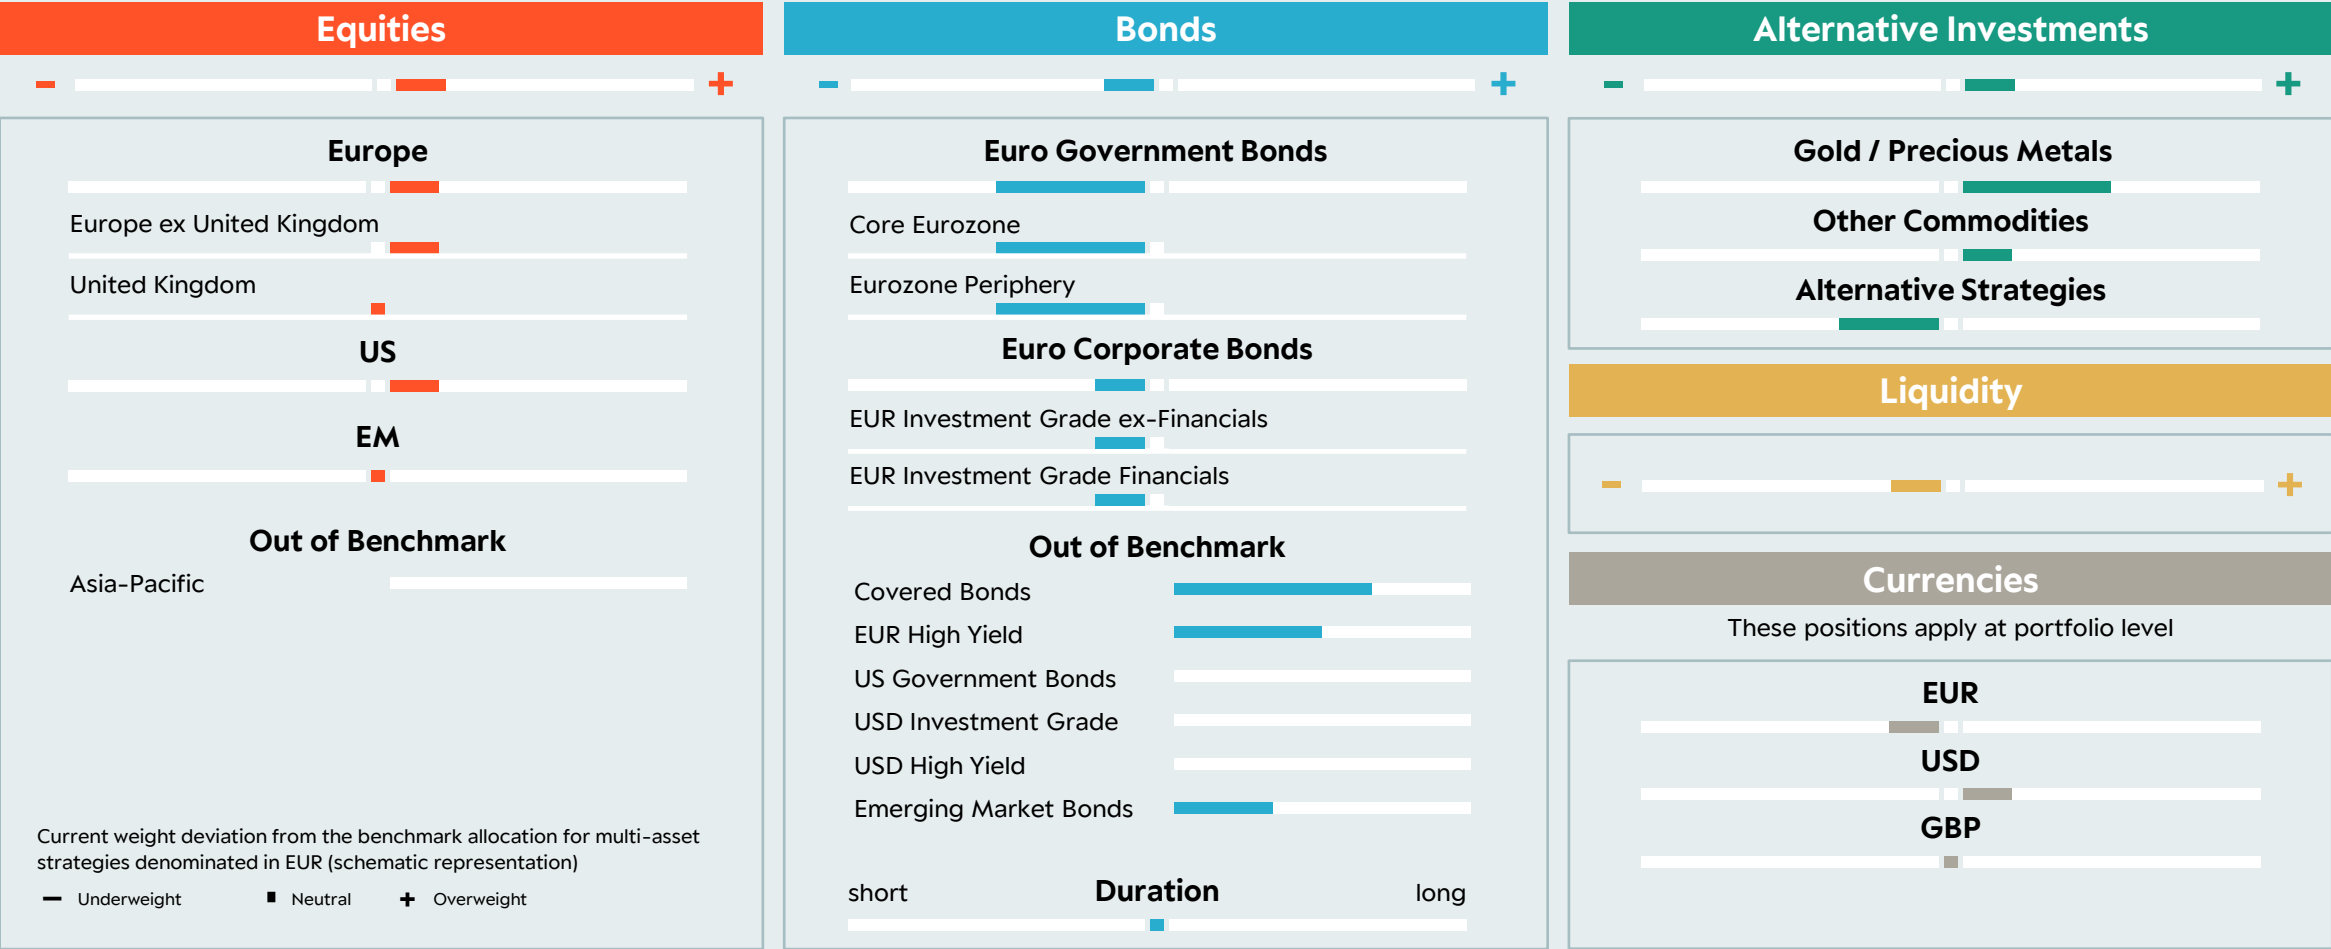 Equities
− +
Europe
Europe ex United Kingdom
United Kingdom
US
EM
Out of Benchmark
Asia-Pacific
Current weight deviation from the benchmark allocation for multi-asset
strategies denominated in EUR (schematic representation)
− Underweight ■ Neutral + Overweight
Bonds
− +
Euro Government Bonds
Core Eurozone
Eurozone Periphery
Euro Corporate Bonds
EUR Investment Grade ex-Financials
EUR Investment Grade Financials
Out of Benchmark
Covered Bonds
EUR High Yield
US Government Bonds
USD Investment Grade
USD High Yield
Emerging Market Bonds
short Duration long
Alternative Investments
− +
Gold / Precious Metals
Other Commodities
Alternative Strategies
Liquidity
− +
Currencies
These positions apply at portfolio level
EUR
USD
GBP